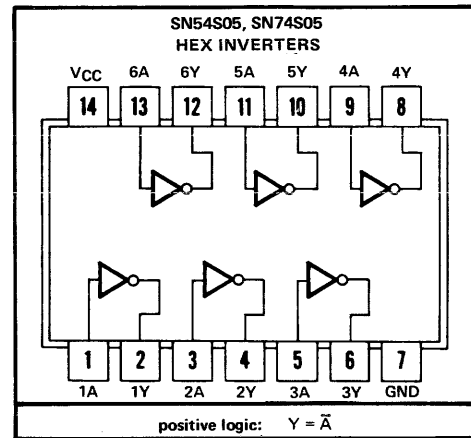 SN54S05, SN74S05
HEX INVERTERS
VCC 6A 6Y 5A 5Y 4A 4Y
14 13 12 11 10 9 8
1 2 3 4 5 6 7
1A 1Y 2A 2Y 3A 3Y GND
positive logic: Y = A̅